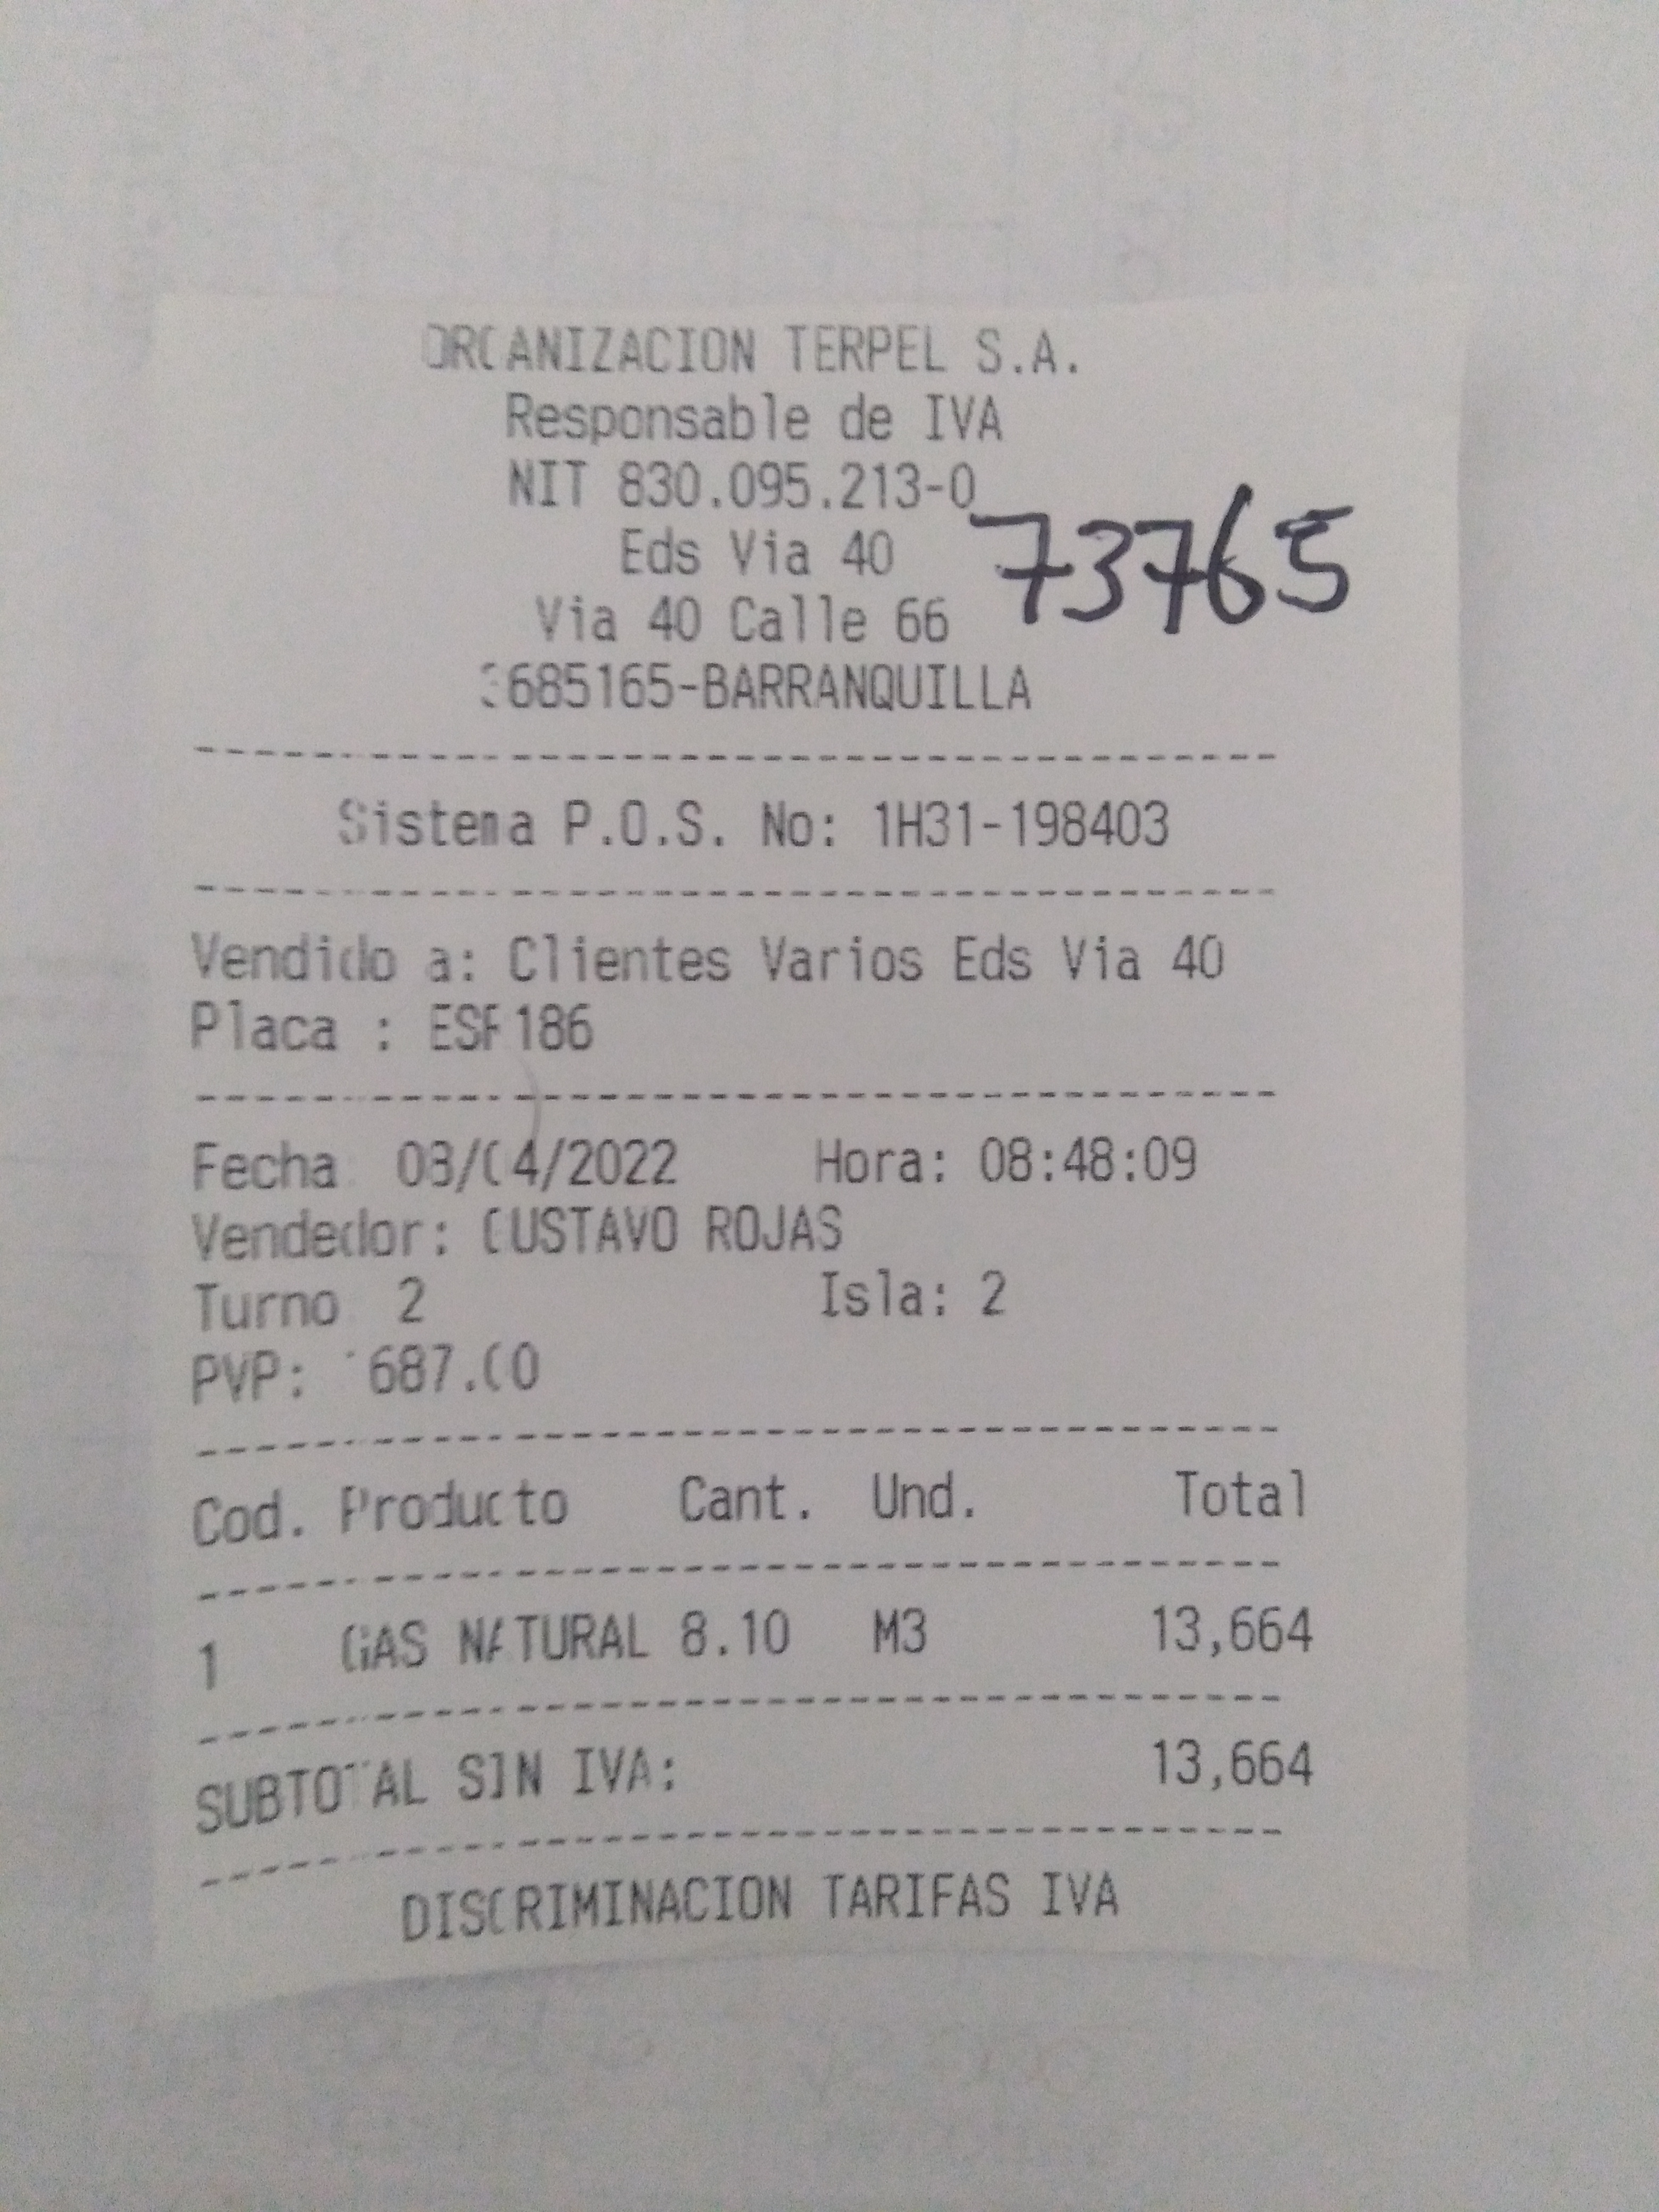 ORGANIZACION TERPEL S.A.
Responsable de IVA
NIT 830.095.213-0
Eds Via 40
73765
Via 40 Calle 66
3685165-BARRANQUILLA
Sistema P.O.S. No: 1H31-198403
Vendido a: Clientes Varios Eds Via 40
Placa :
Fecha 03/04/2022 Hora: 08:48:09
Vendedor: GUSTAVO ROJAS
Turno 2 Isla: 2
PVP: 1687.00
Cod. Producto Cant. Und. Total
1 GAS NATURAL 8.10 M3 13,664
SUBTOTAL SIN IVA: 13,664
DISCRIMINACION TARIFAS IVA